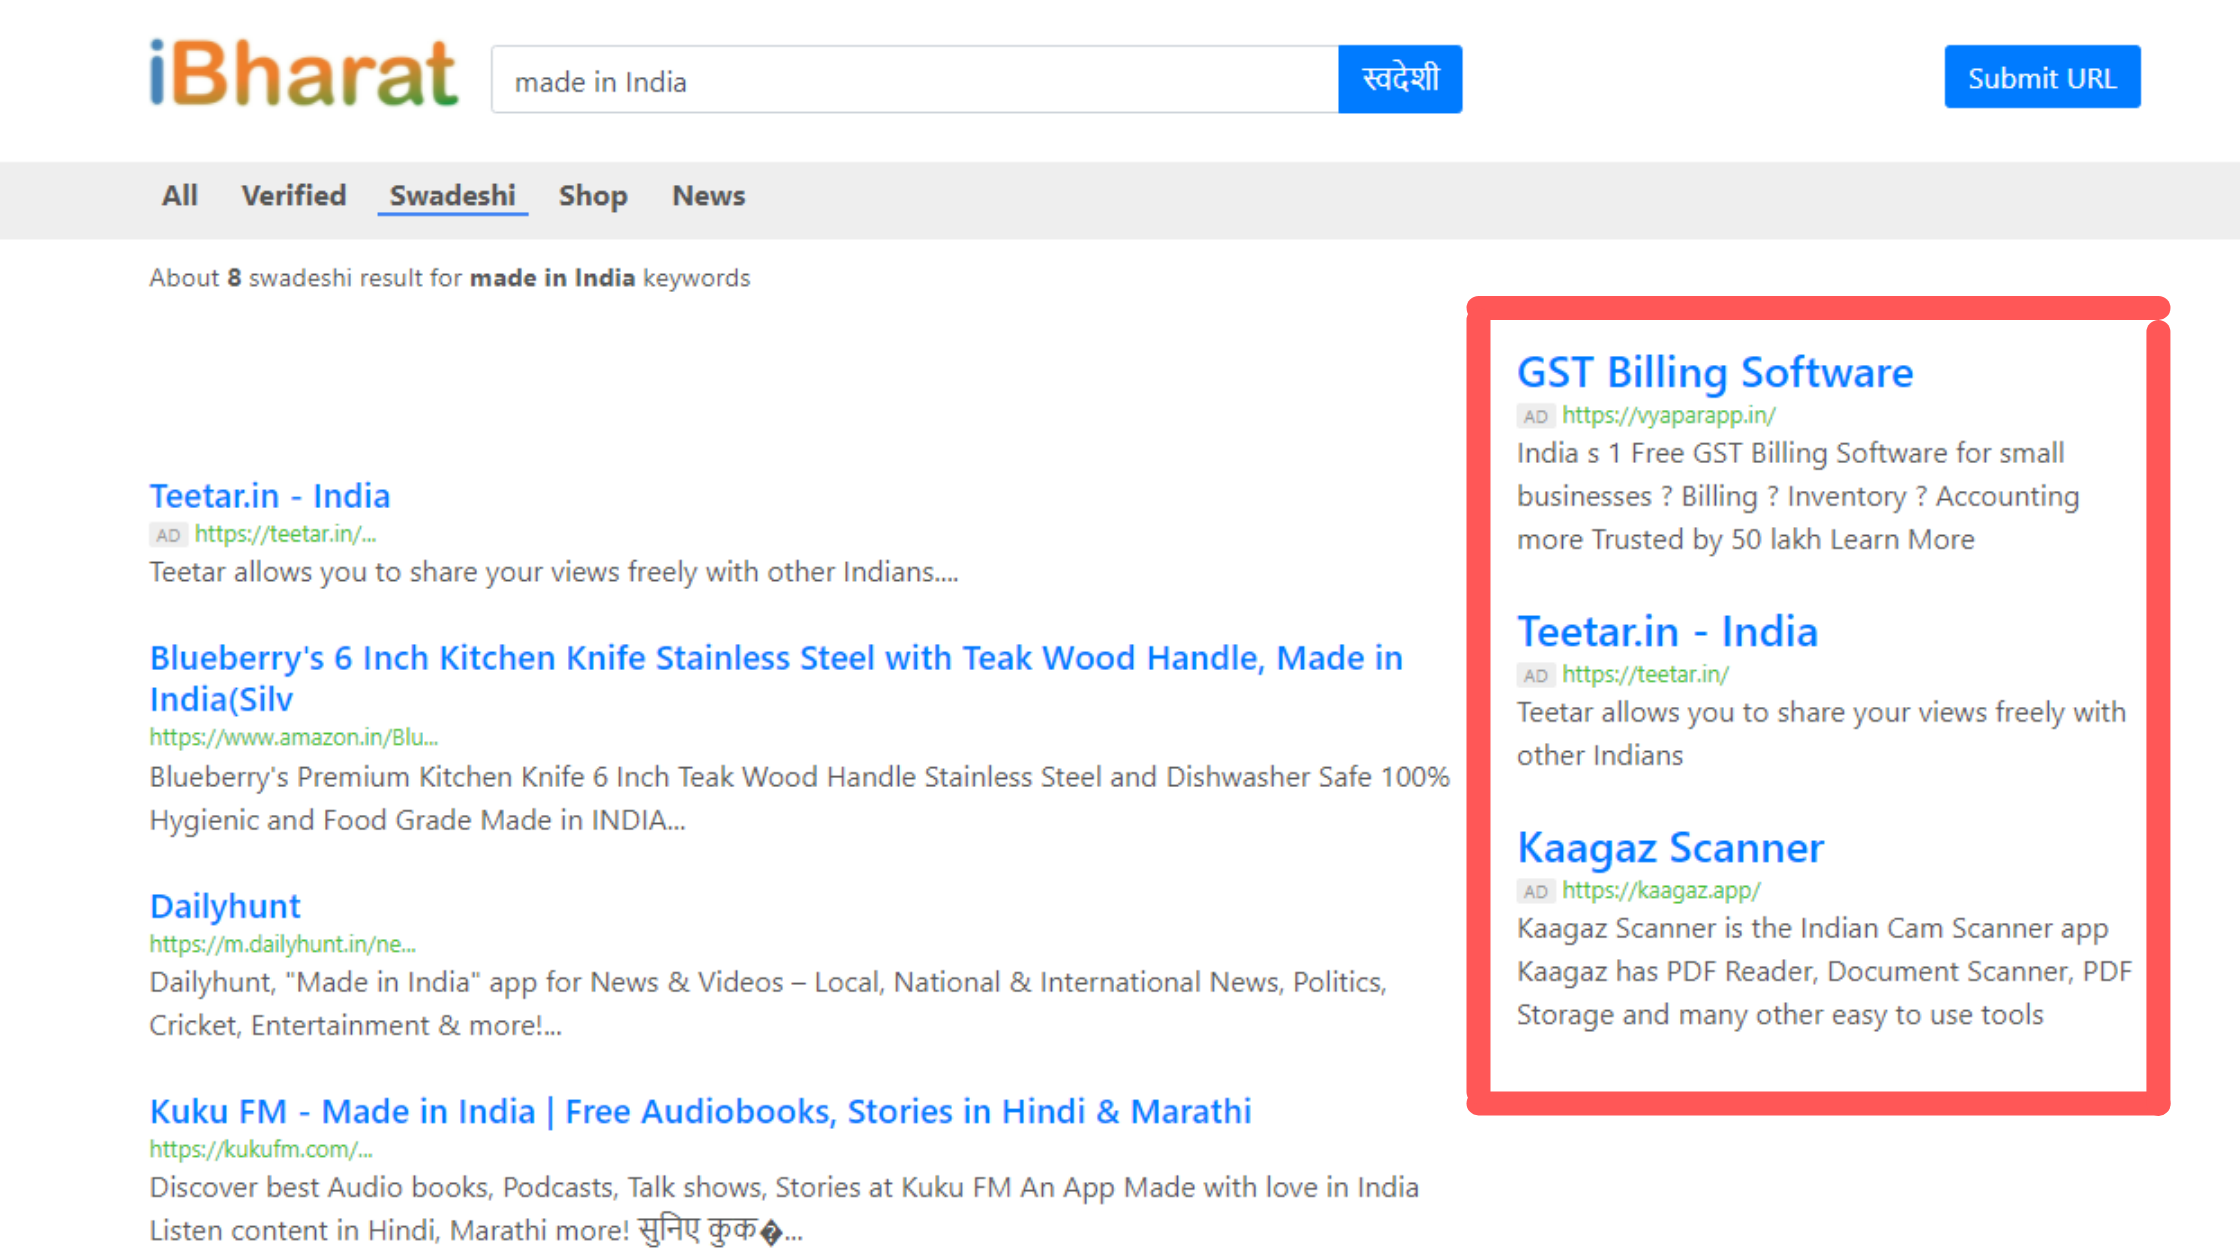 iBharat
made in India
स्वदेशी
Submit URL
All Verified Swadeshi Shop News
About 8 swadeshi result for made in India keywords
Teetar.in - India
AD https://teetar.in/...
Teetar allows you to share your views freely with other Indians....
Blueberry's 6 Inch Kitchen Knife Stainless Steel with Teak Wood Handle, Made in
India(Silv
https://www.amazon.in/Blu...
Blueberry's Premium Kitchen Knife 6 Inch Teak Wood Handle Stainless Steel and Dishwasher Safe 100%
Hygienic and Food Grade Made in INDIA...
Dailyhunt
https://m.dailyhunt.in/ne...
Dailyhunt, "Made in India" app for News & Videos – Local, National & International News, Politics,
Cricket, Entertainment & more!...
Kuku FM - Made in India | Free Audiobooks, Stories in Hindi & Marathi
https://kukufm.com/...
Discover best Audio books, Podcasts, Talk shows, Stories at Kuku FM An App Made with love in India
Listen content in Hindi, Marathi more! सुनिए कुक�...
GST Billing Software
AD https://vyaparapp.in/
India s 1 Free GST Billing Software for small
businesses ? Billing ? Inventory ? Accounting
more Trusted by 50 lakh Learn More
Teetar.in - India
AD https://teetar.in/
Teetar allows you to share your views freely with
other Indians
Kaagaz Scanner
AD https://kaagaz.app/
Kaagaz Scanner is the Indian Cam Scanner app
Kaagaz has PDF Reader, Document Scanner, PDF
Storage and many other easy to use tools